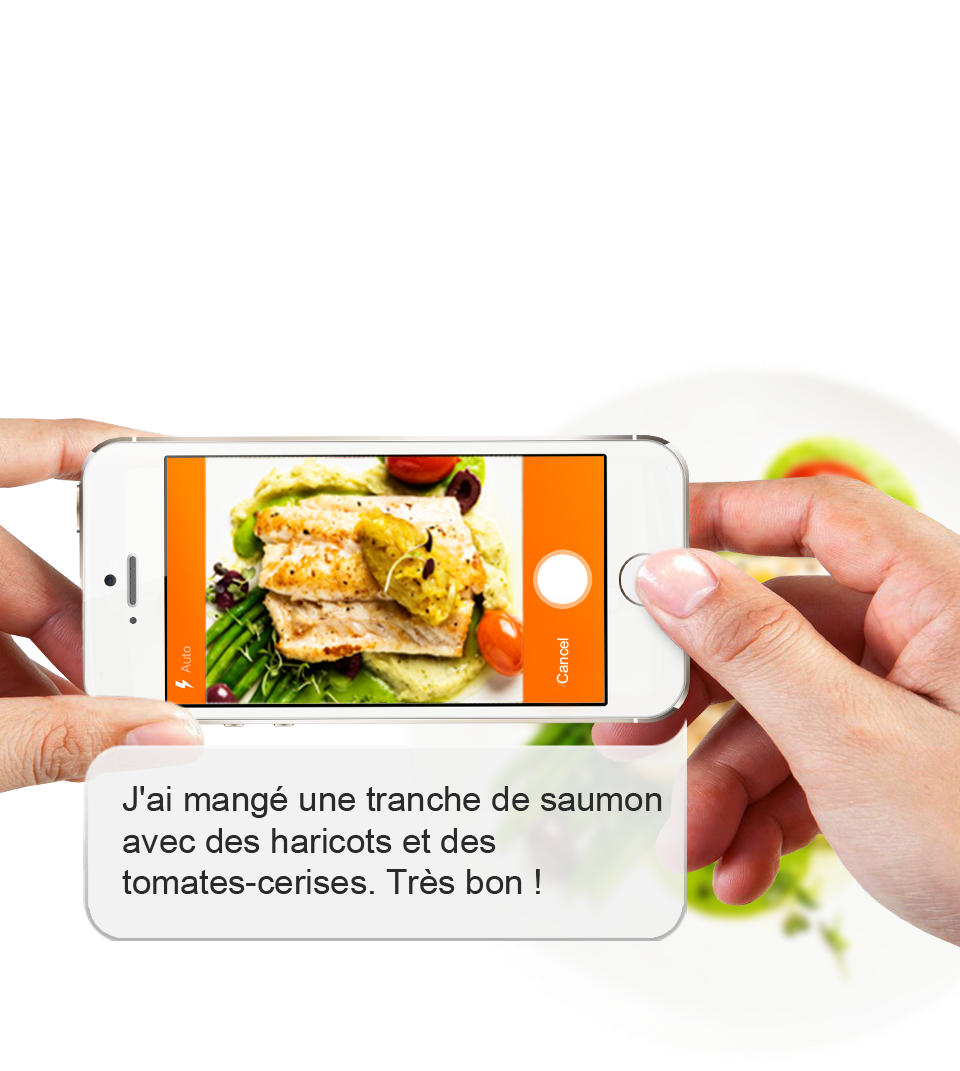 Auto
Cancel
J'ai mangé une tranche de saumon
avec des haricots et des
tomates-cerises. Très bon !